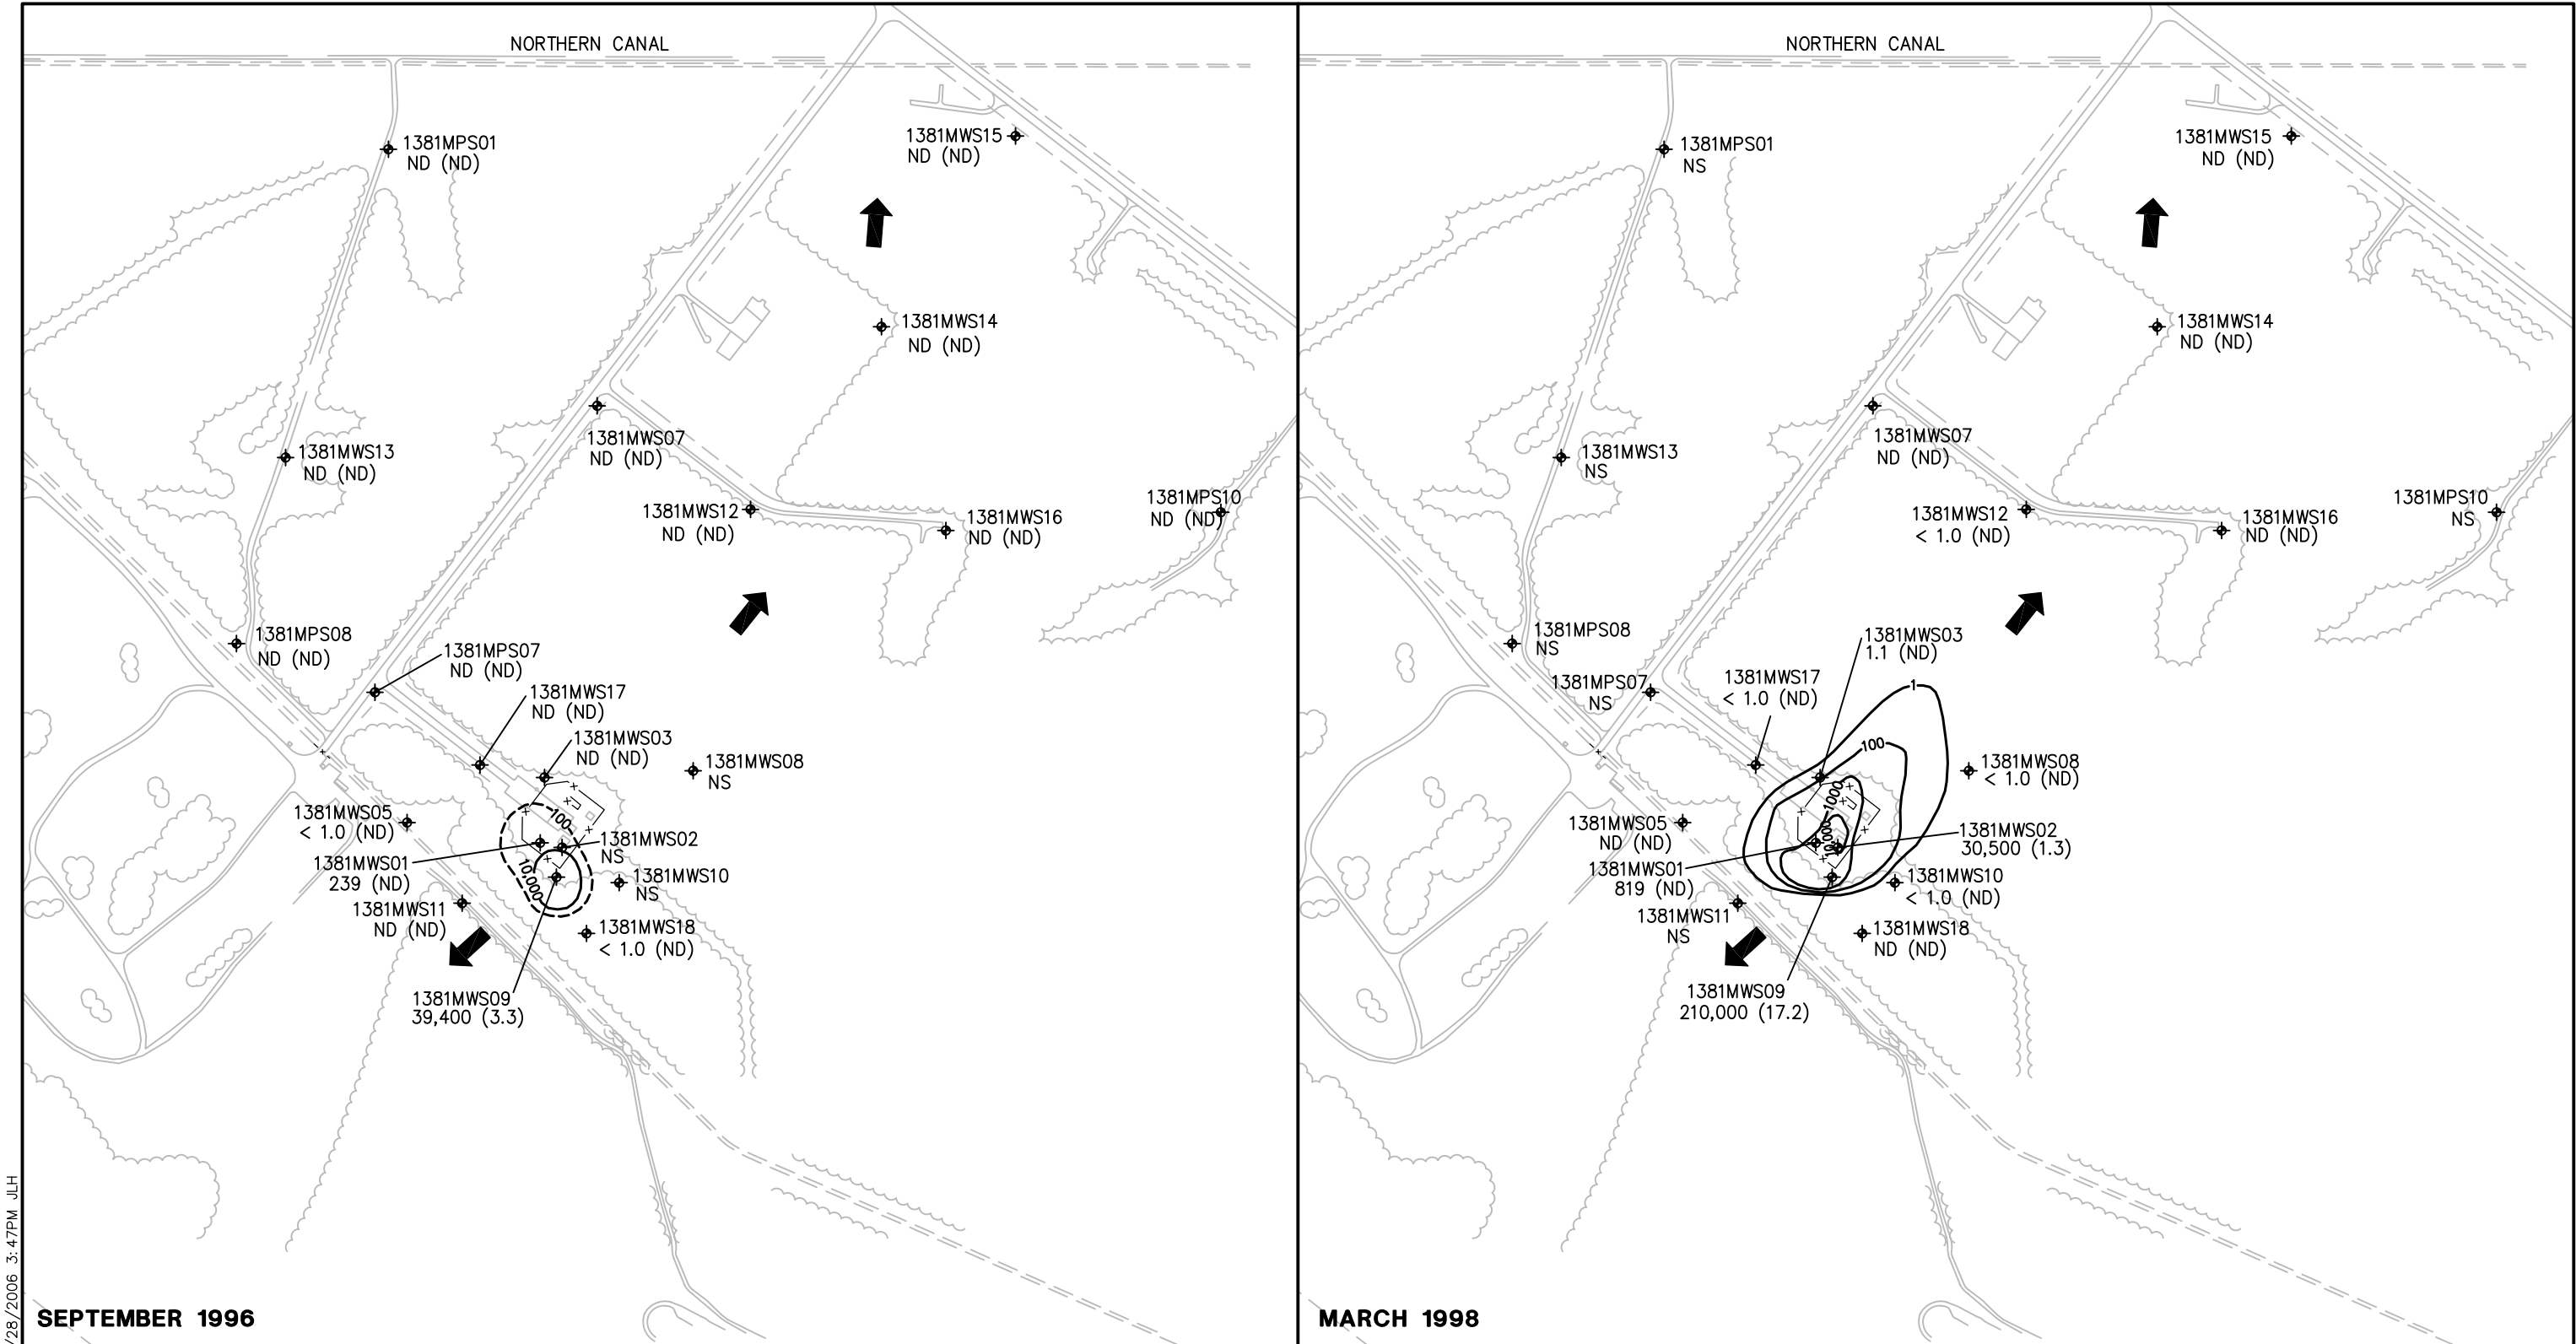 NORTHERN CANAL
1381MPS01
ND (ND)
1381MWS15
ND (ND)
1381MWS14
ND (ND)
1381MWS07
ND (ND)
1381MWS13
ND (ND)
1381MWS12
ND (ND)
1381MWS16
ND (ND)
1381MPS10
ND (ND)
1381MPS08
ND (ND)
1381MPS07
ND (ND)
1381MWS17
ND (ND)
1381MWS03
ND (ND)
1381MWS08
NS
1381MWS05
< 1.0 (ND)
100
1381MWS02
NS
1381MWS01
239 (ND)
10,000
1381MWS10
NS
1381MWS11
ND (ND)
1381MWS18
< 1.0 (ND)
1381MWS09
39,400 (3.3)
/28/2006 3:47PM JLH
SEPTEMBER 1996
NORTHERN CANAL
1381MPS01
NS
1381MWS15
ND (ND)
1381MWS14
ND (ND)
1381MWS07
ND (ND)
1381MWS13
NS
1381MWS12
< 1.0 (ND)
1381MWS16
ND (ND)
1381MPS10
NS
1381MPS08
NS
1381MWS03
1.1 (ND)
1381MPS07
NS
1381MWS17
< 1.0 (ND)
1
100
1000
10,000
1381MWS08
< 1.0 (ND)
1381MWS05
ND (ND)
1381MWS02
30,500 (1.3)
1381MWS01
819 (ND)
1381MWS10
< 1.0 (ND)
1381MWS11
NS
1381MWS18
ND (ND)
1381MWS09
210,000 (17.2)
MARCH 1998